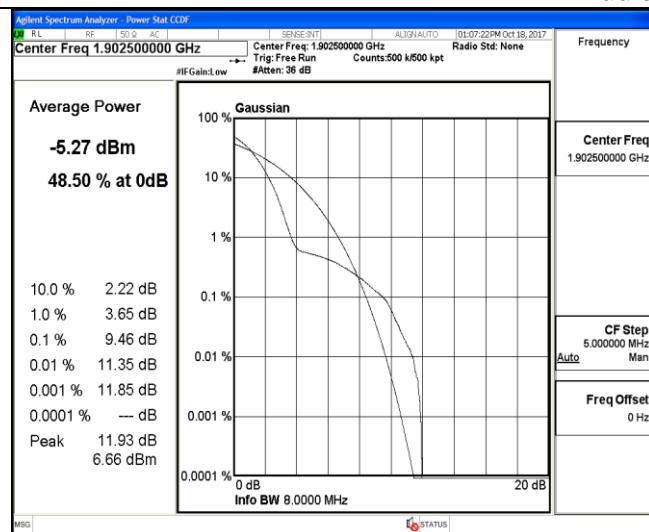 Agilent Spectrum Analyzer - Power Stat CCDF
RL RF 50 Ω AC SENSE:INT ALIGN AUTO 01:07:22PM Oct 18, 2017
Center Freq 1.902500000 GHz
Center Freq: 1.902500000 GHz Radio Std: None
Trig: Free Run Counts:500 k/500 kpt
#IFGain:Low #Atten: 36 dB
Frequency
Average Power
-5.27 dBm
48.50 % at 0dB
10.0 % 2.22 dB
1.0 % 3.65 dB
0.1 % 9.46 dB
0.01 % 11.35 dB
0.001 % 11.85 dB
0.0001 % --- dB
Peak 11.93 dB
6.66 dBm
Gaussian
100 %
10 %
1 %
0.1 %
0.01 %
0.001 %
0.0001 %
0 dB 20 dB
Info BW 8.0000 MHz
Center Freq
1.902500000 GHz
CF Step
5.000000 MHz
Auto Man
Freq Offset
0 Hz
MSG STATUS